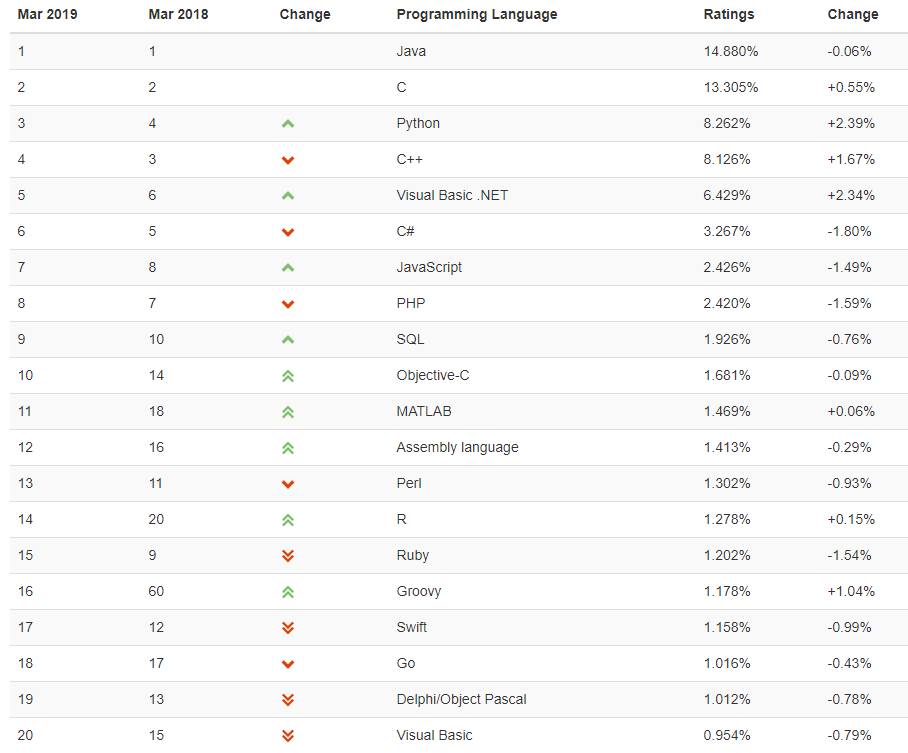 Mar 2019 Mar 2018 Change Programming Language Ratings Change
1 1 Java 14.880% -0.06%
2 2 C 13.305% +0.55%
3 4 Python 8.262% +2.39%
4 3 C++ 8.126% +1.67%
5 6 Visual Basic .NET 6.429% +2.34%
6 5 C# 3.267% -1.80%
7 8 JavaScript 2.426% -1.49%
8 7 PHP 2.420% -1.59%
9 10 SQL 1.926% -0.76%
10 14 Objective-C 1.681% -0.09%
11 18 MATLAB 1.469% +0.06%
12 16 Assembly language 1.413% -0.29%
13 11 Perl 1.302% -0.93%
14 20 R 1.278% +0.15%
15 9 Ruby 1.202% -1.54%
16 60 Groovy 1.178% +1.04%
17 12 Swift 1.158% -0.99%
18 17 Go 1.016% -0.43%
19 13 Delphi/Object Pascal 1.012% -0.78%
20 15 Visual Basic 0.954% -0.79%